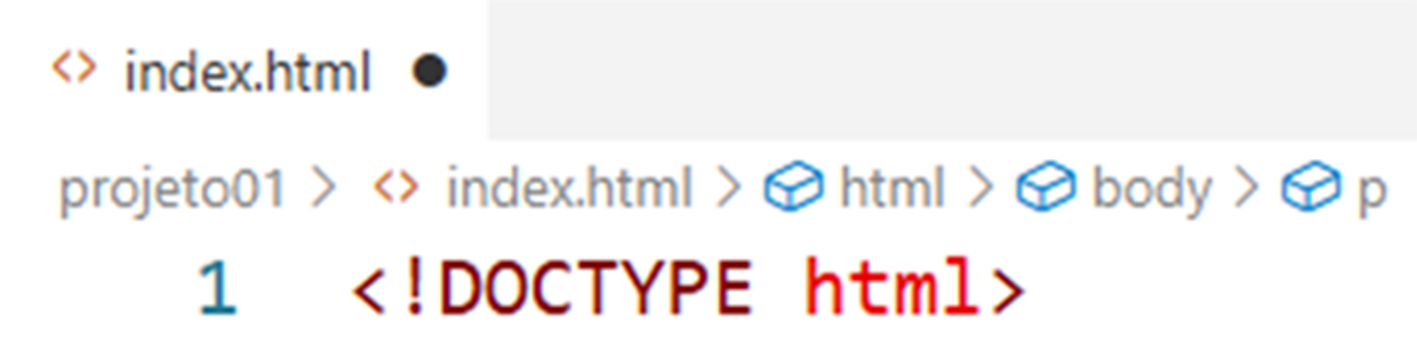 <> index.html ●
projeto01 > <> index.html > html > body > p
1 <!DOCTYPE html>